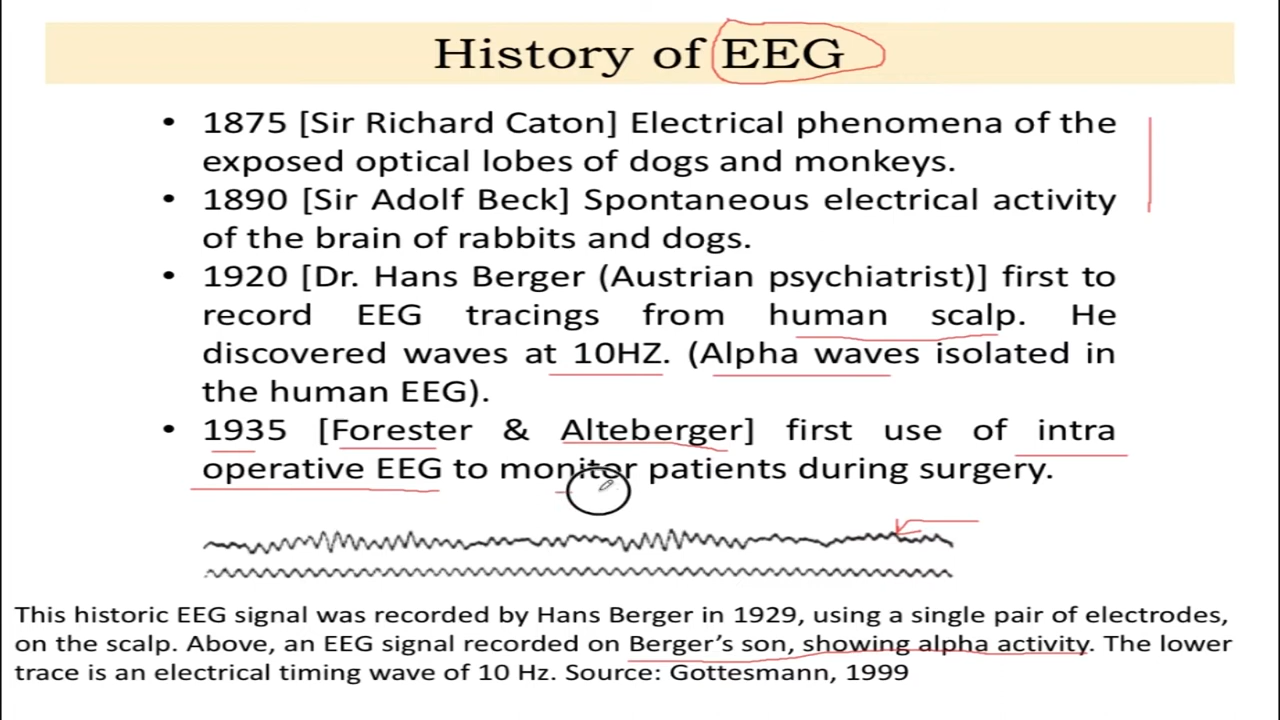 History of EEG
• 1875 [Sir Richard Caton] Electrical phenomena of the
exposed optical lobes of dogs and monkeys.
• 1890 [Sir Adolf Beck] Spontaneous electrical activity
of the brain of rabbits and dogs.
• 1920 [Dr. Hans Berger (Austrian psychiatrist)] first to
record EEG tracings from human scalp. He
discovered waves at 10HZ. (Alpha waves isolated in
the human EEG).
• 1935 [Forester & Alteberger] first use of intra
operative EEG to monitor patients during surgery.
This historic EEG signal was recorded by Hans Berger in 1929, using a single pair of electrodes,
on the scalp. Above, an EEG signal recorded on Berger's son, showing alpha activity. The lower
trace is an electrical timing wave of 10 Hz. Source: Gottesmann, 1999